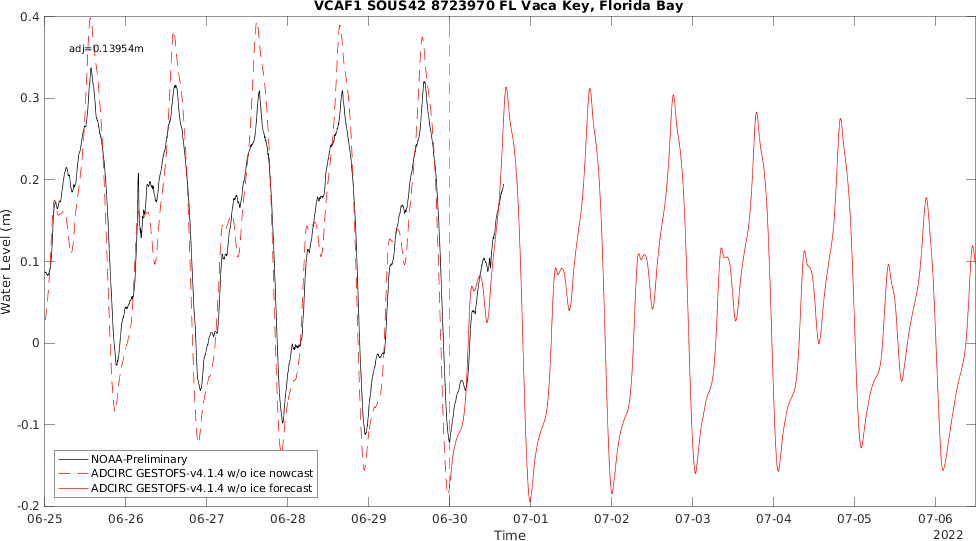 VCAF1 SOUS42 8723970 FL Vaca Key, Florida Bay
adj=0.13954m
Water Level (m)
0.4
0.3
0.2
0.1
0
-0.1
-0.2
NOAA-Preliminary
ADCIRC GESTOFS-v4.1.4 w/o ice nowcast
ADCIRC GESTOFS-v4.1.4 w/o ice forecast
06-25 06-26 06-27 06-28 06-29 06-30 07-01 07-02 07-03 07-04 07-05 07-06
Time
2022